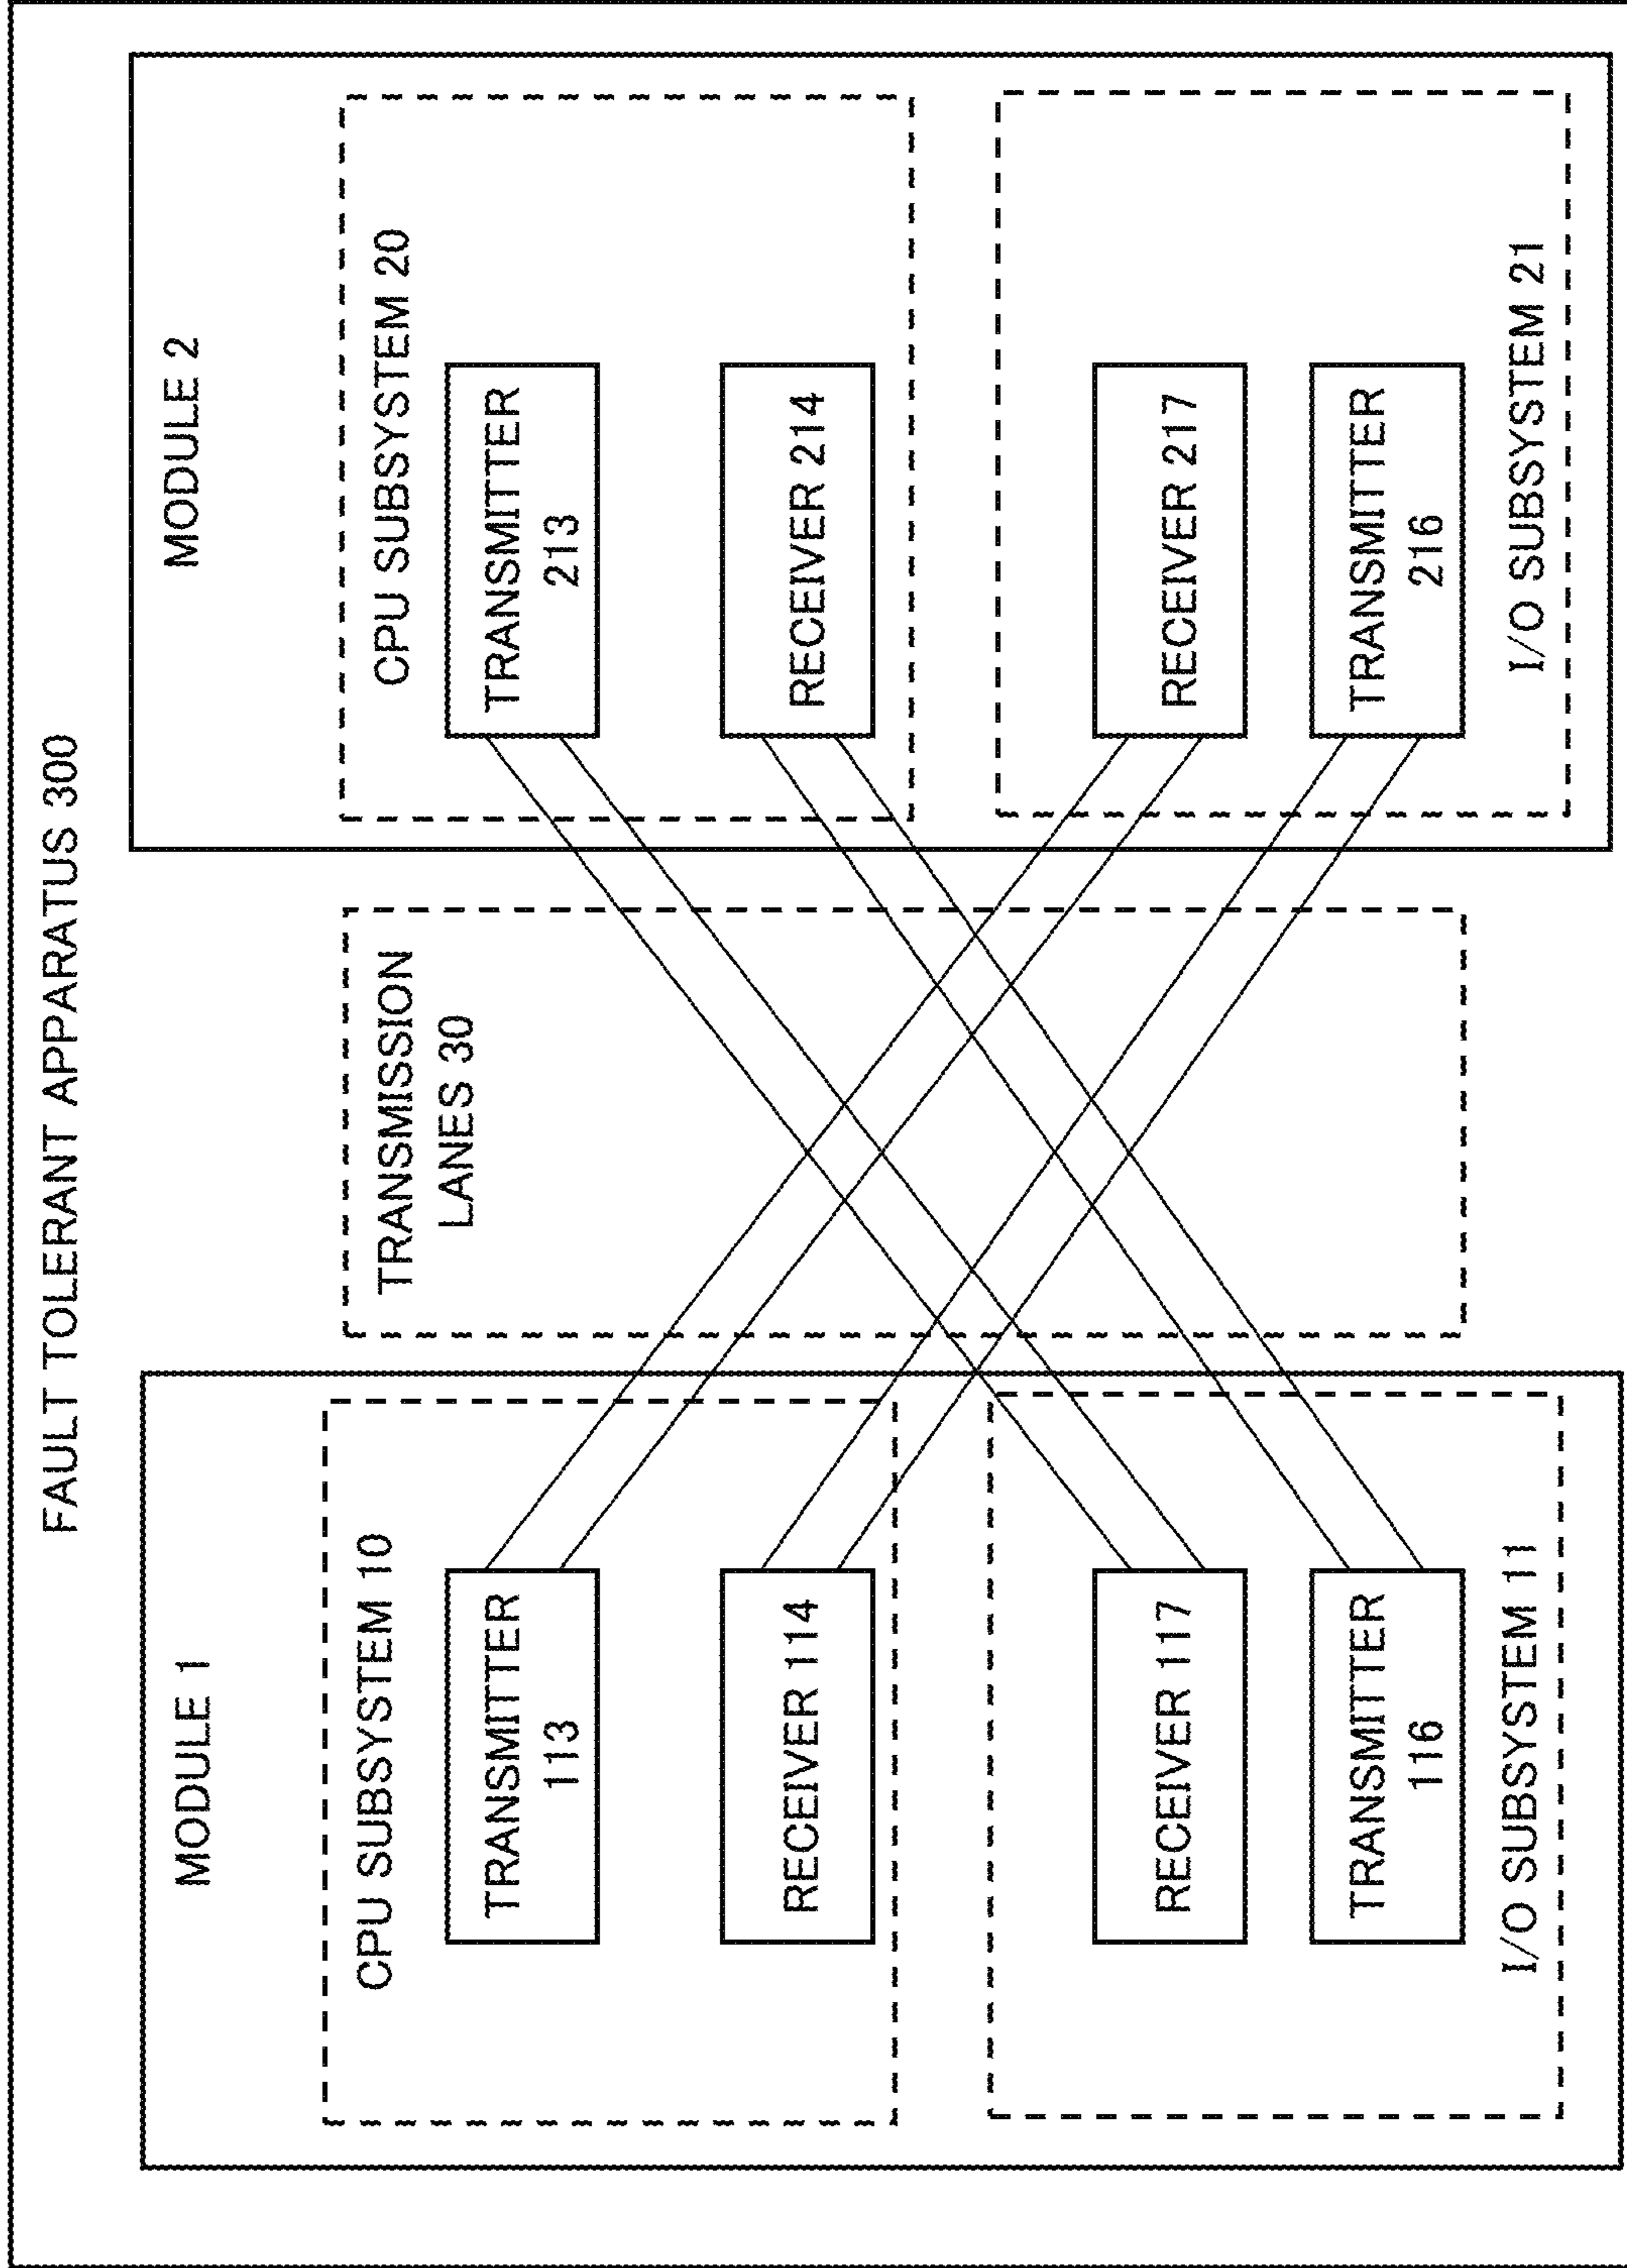 FAULT TOLERANT APPARATUS 300
MODULE 1
CPU SUBSYSTEM 10
TRANSMITTER
113
RECEIVER 114
RECEIVER 117
TRANSMITTER
116
I/O SUBSYSTEM 11
TRANSMISSION
LANES 30
MODULE 2
CPU SUBSYSTEM 20
TRANSMITTER
213
RECEIVER 214
RECEIVER 217
TRANSMITTER
216
I/O SUBSYSTEM 21